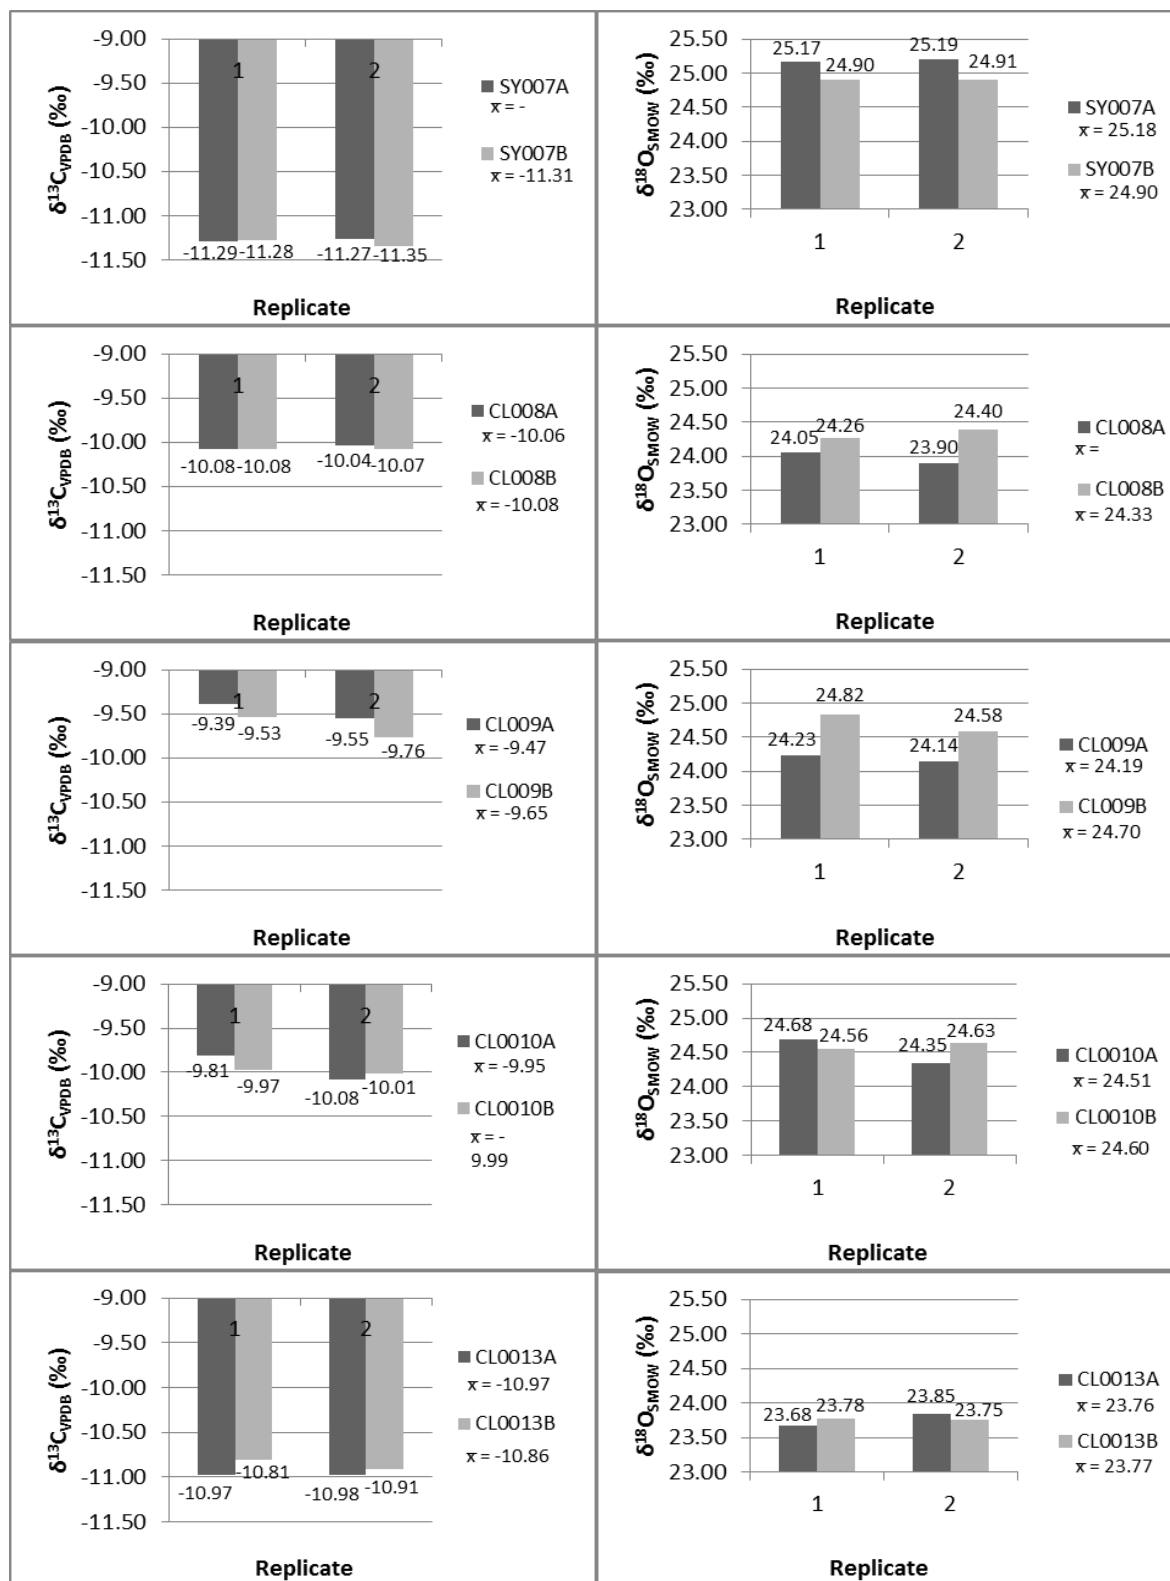 -9.00
-9.50
-10.00
-10.50
-11.00
-11.50
δ13CVPDB (‰)
1 2
-11.29 -11.28 -11.27 -11.35
Replicate
SY007A
x̄ = -
SY007B
x̄ = -11.31
25.50
25.00
24.50
24.00
23.50
23.00
δ18OSMOW (‰)
25.17 24.90 25.19 24.91
1 2
Replicate
SY007A
x̄ = 25.18
SY007B
x̄ = 24.90
-9.00
-9.50
-10.00
-10.50
-11.00
-11.50
δ13CVPDB (‰)
1 2
-10.08 -10.08 -10.04 -10.07
Replicate
CL008A
x̄ = -10.06
CL008B
x̄ = -10.08
25.50
25.00
24.50
24.00
23.50
23.00
δ18OSMOW (‰)
24.05 24.26 23.90 24.40
1 2
Replicate
CL008A
x̄ =
CL008B
x̄ = 24.33
-9.00
-9.50
-10.00
-10.50
-11.00
-11.50
δ13CVPDB (‰)
1 2
-9.39 -9.53 -9.55 -9.76
Replicate
CL009A
x̄ = -9.47
CL009B
x̄ = -9.65
25.50
25.00
24.50
24.00
23.50
23.00
δ18OSMOW (‰)
24.23 24.82 24.14 24.58
1 2
Replicate
CL009A
x̄ = 24.19
CL009B
x̄ = 24.70
-9.00
-9.50
-10.00
-10.50
-11.00
-11.50
δ13CVPDB (‰)
1 2
-9.81 -9.97 -10.08 -10.01
Replicate
CL0010A
x̄ = -9.95
CL0010B
x̄ = -
9.99
25.50
25.00
24.50
24.00
23.50
23.00
δ18OSMOW (‰)
24.68 24.56 24.35 24.63
1 2
Replicate
CL0010A
x̄ = 24.51
CL0010B
x̄ = 24.60
-9.00
-9.50
-10.00
-10.50
-11.00
-11.50
δ13CVPDB (‰)
1 2
-10.97 -10.81 -10.98 -10.91
Replicate
CL0013A
x̄ = -10.97
CL0013B
x̄ = -10.86
25.50
25.00
24.50
24.00
23.50
23.00
δ18OSMOW (‰)
23.68 23.78 23.85 23.75
1 2
Replicate
CL0013A
x̄ = 23.76
CL0013B
x̄ = 23.77